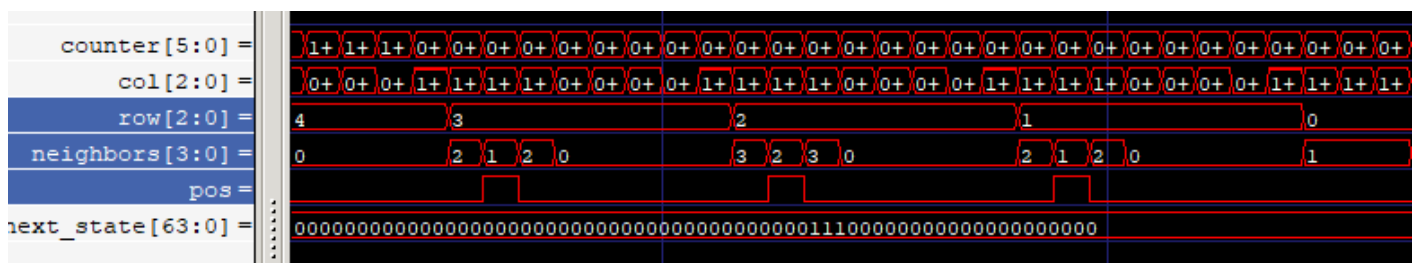 counter[5:0] = 1+ 1+ 1+ 0+ 0+ 0+ 0+ 0+ 0+ 0+ 0+ 0+ 0+ 0+ 0+ 0+ 0+ 0+ 0+ 0+ 0+ 0+ 0+ 0+ 0+ 0+ 0+ 0+ 0+ 0+ 0+
col[2:0] = 0+ 0+ 0+ 1+ 1+ 1+ 1+ 0+ 0+ 0+ 0+ 1+ 1+ 1+ 1+ 0+ 0+ 0+ 0+ 1+ 1+ 1+ 1+ 0+ 0+ 0+ 0+ 1+ 1+ 1+ 1+
row[2:0] = 4 3 2 1 0
neighbors[3:0] = 0 2 1 2 0 3 2 3 0 2 1 2 0 1
pos =
next_state[63:0] = 0000000000000000000000000000000000000000011100000000000000000000